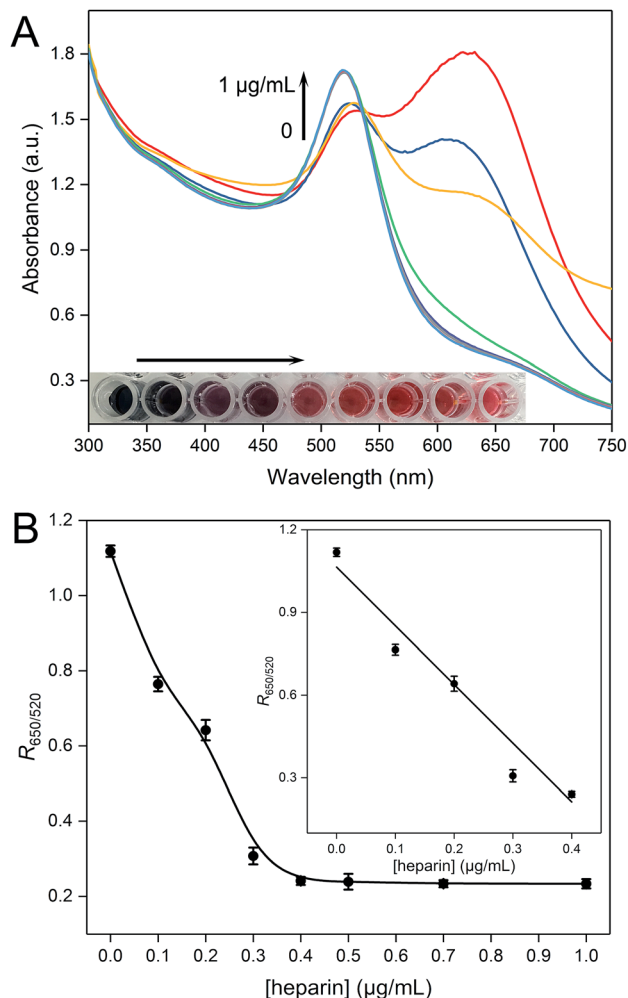 A
1.8
1.5
1.2
0.9
0.6
0.3
Absorbance (a.u.)
1 µg/mL
0
300 350 400 450 500 550 600 650 700 750
Wavelength (nm)
B
1.2
1.0
0.8
0.6
0.4
0.2
R650/520
0.0 0.1 0.2 0.3 0.4 0.5 0.6 0.7 0.8 0.9 1.0
[heparin] (µg/mL)
1.2
0.9
0.6
0.3
R650/520
0.0 0.1 0.2 0.3 0.4
[heparin] (µg/mL)